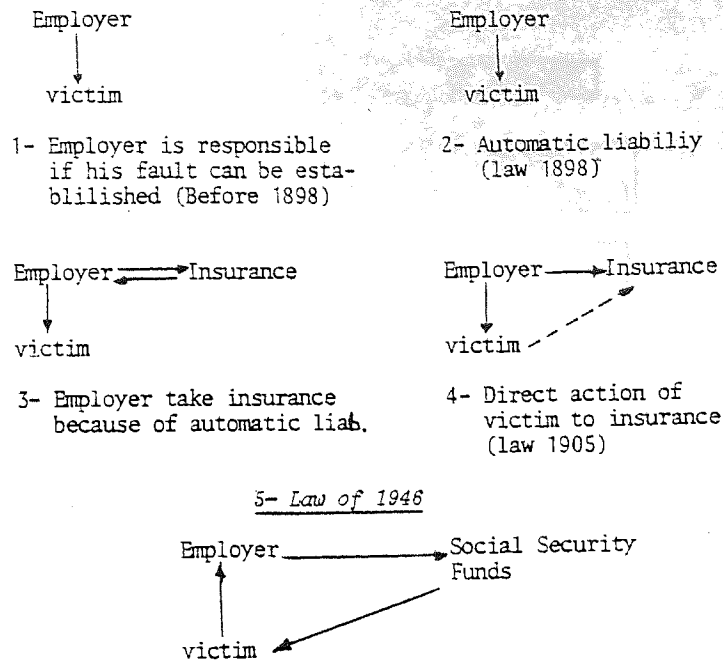 Employer
victim
1- Employer is responsible
if his fault can be esta-
blilished (Before 1898)
Employer
victim
2- Automatic liabiliy
(law 1898)
Employer Insurance
victim
3- Employer take insurance
because of automatic liab.
Employer Insurance
victim
4- Direct action of
victim to insurance
(law 1905)
5- Law of 1946
Employer Social Security
Funds
victim